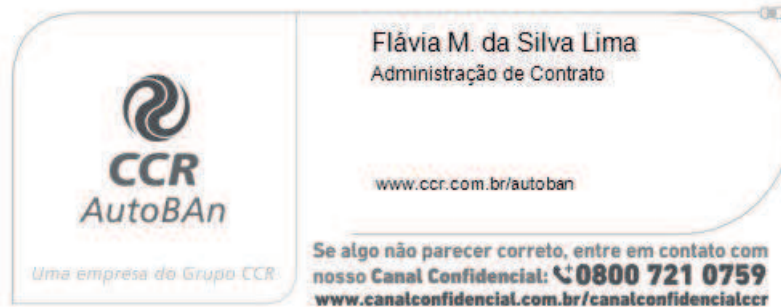 Flávia M. da Silva Lima
Administração de Contrato
CCR
AutoBAn
www.ccr.com.br/autoban
Uma empresa do Grupo CCR
Se algo não parecer correto, entre em contato com
nosso Canal Confidencial: 0800 721 0759
www.canalconfidencial.com.br/canalconfidencial.ccr